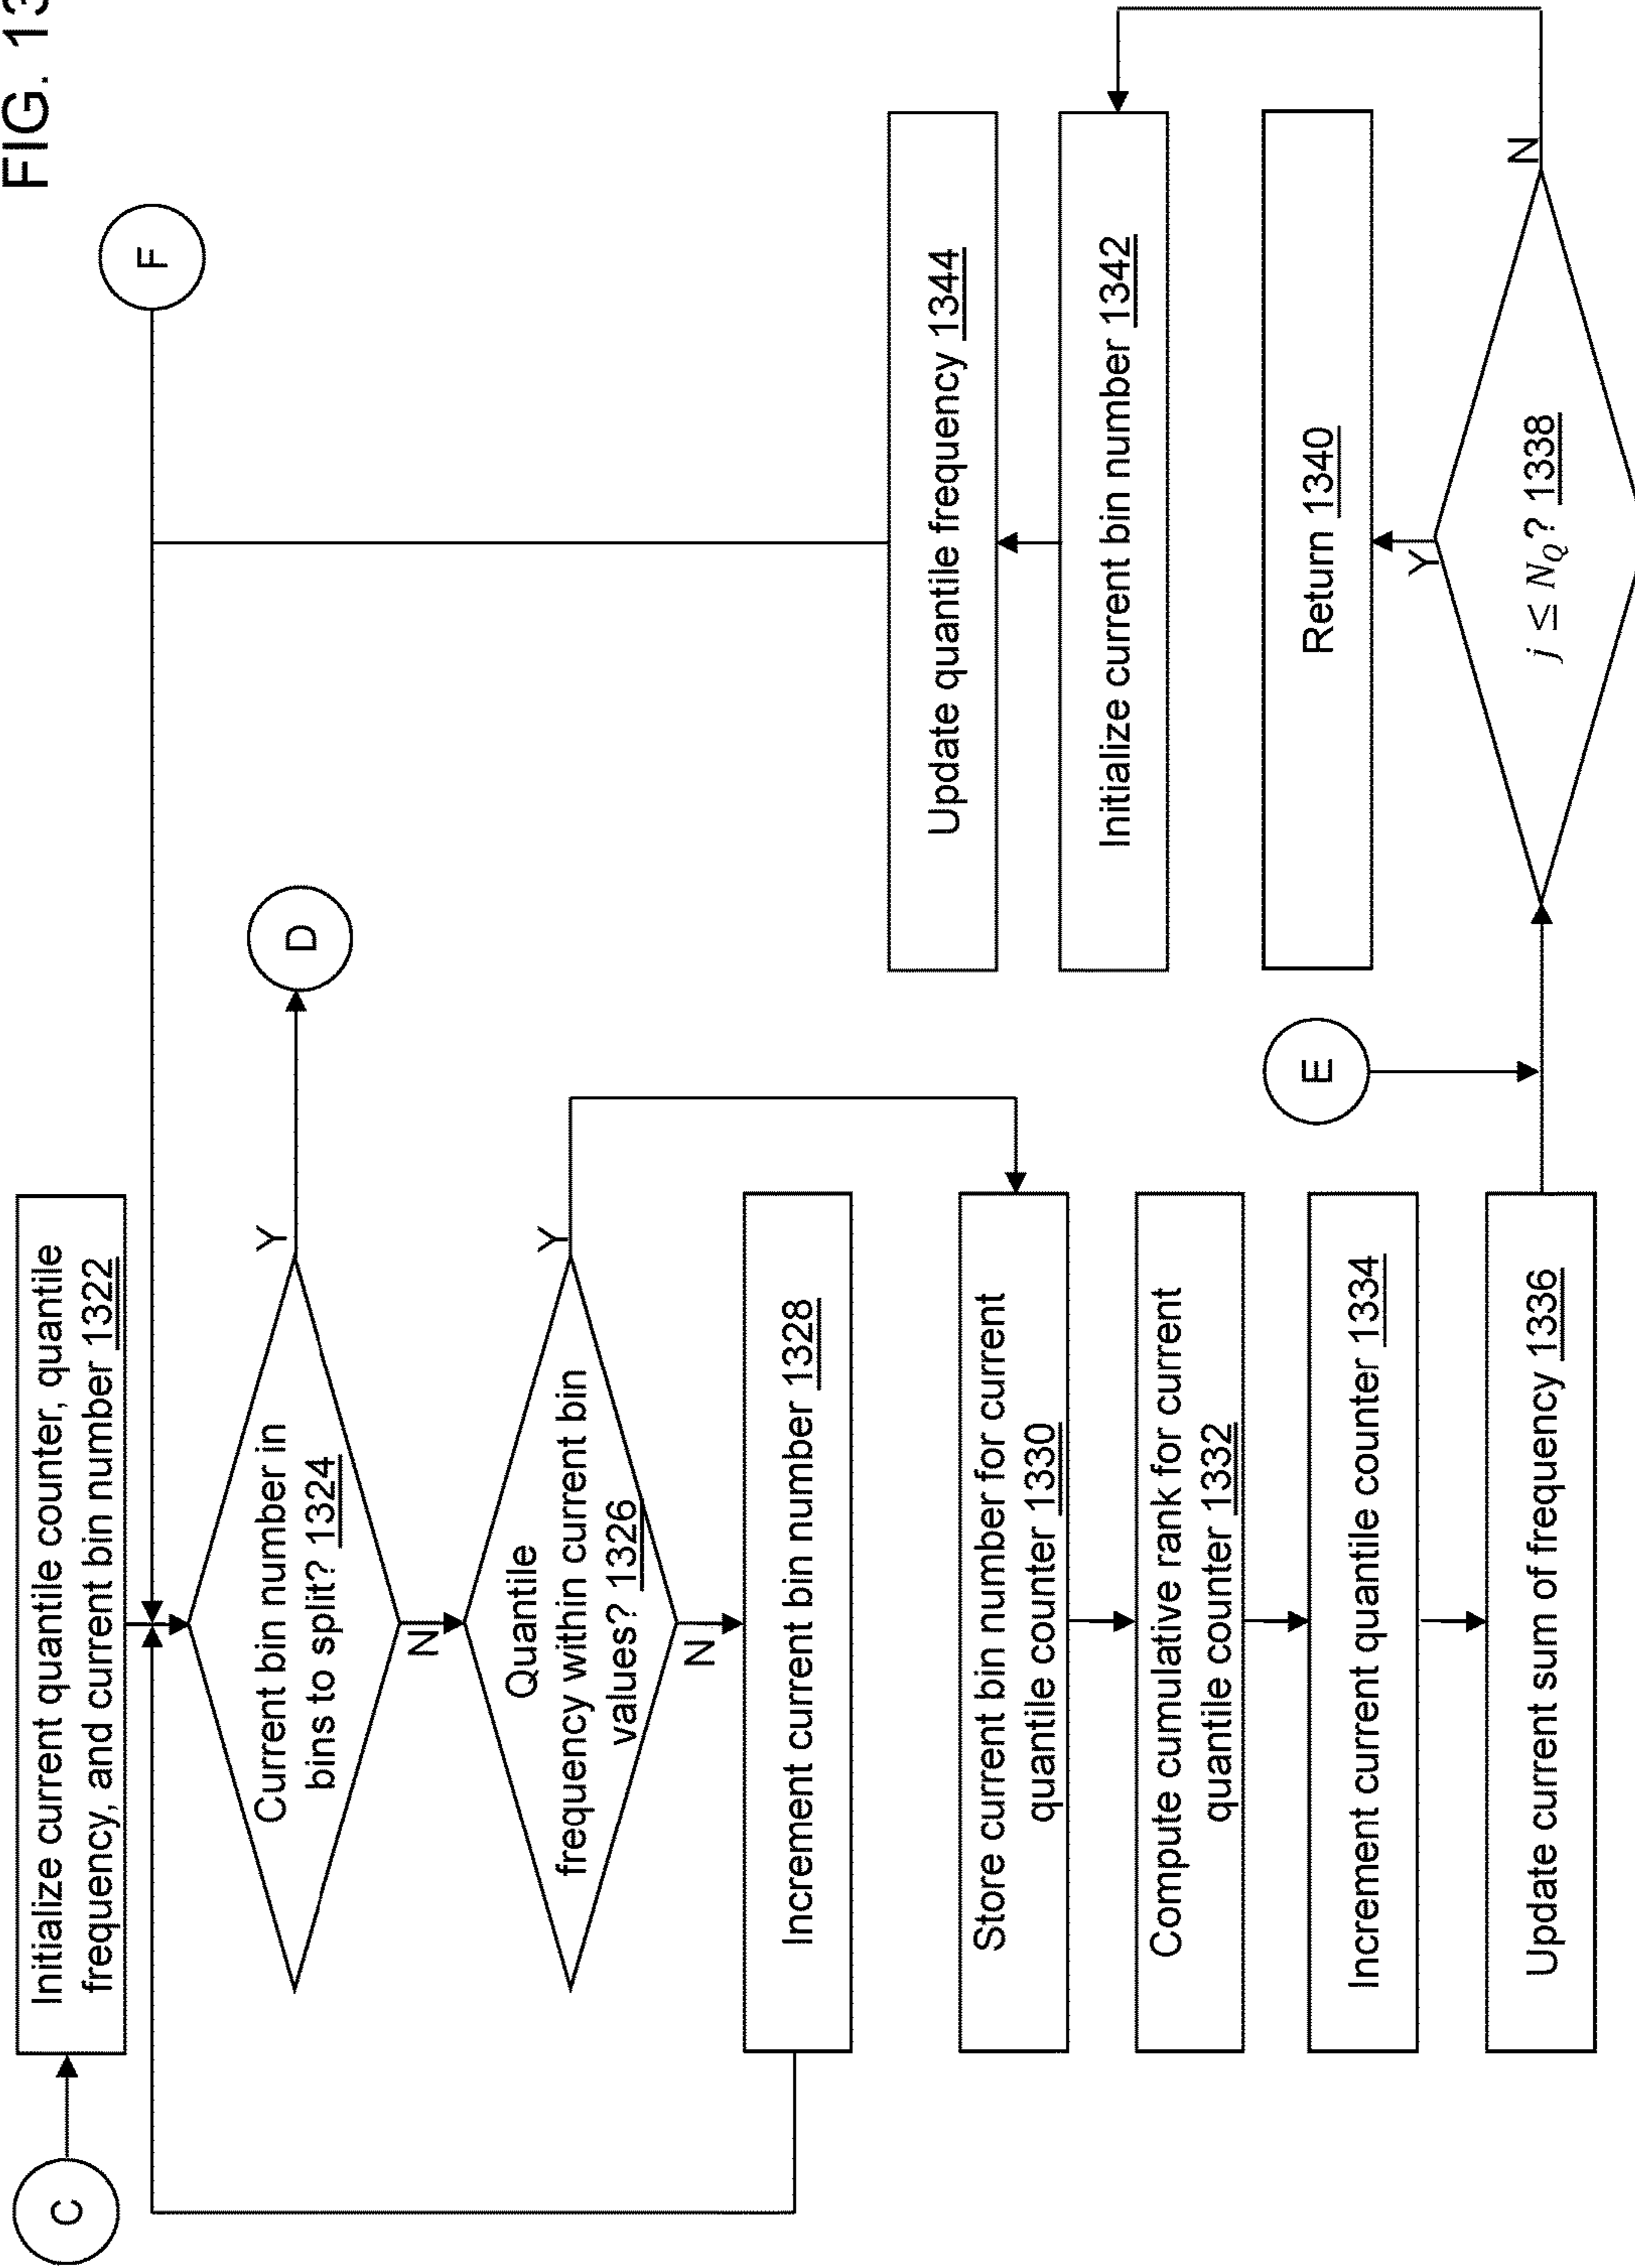 FIG. 13
C
Initialize current quantile counter, quantile
frequency, and current bin number 1322
F
Current bin number in
bins to split? 1324
Y
D
N
Quantile
frequency within current bin
values? 1326
Y
N
Increment current bin number 1328
Store current bin number for current
quantile counter 1330
Compute cumulative rank for current
quantile counter 1332
Increment current quantile counter 1334
Update current sum of frequency 1336
E
j ≤ N_Q? 1338
Y
N
Return 1340
Initialize current bin number 1342
Update quantile frequency 1344